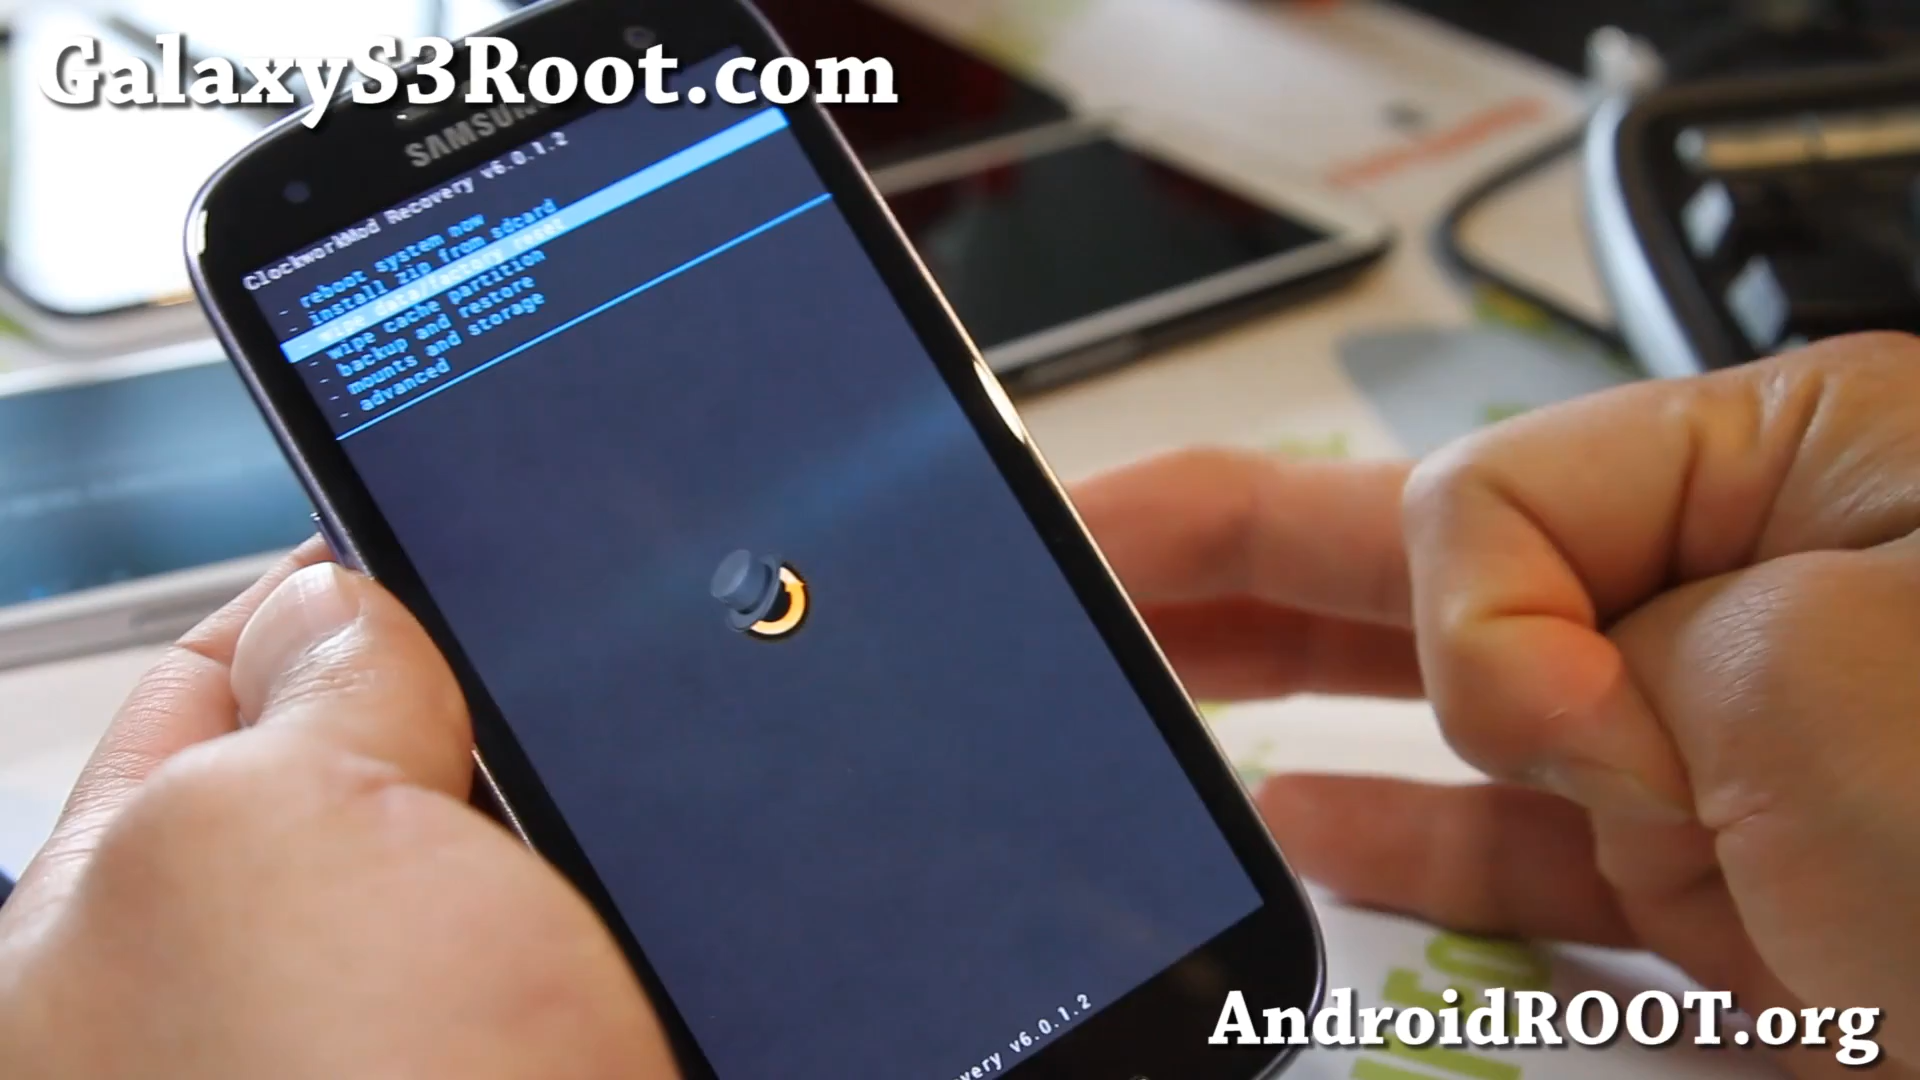 GalaxyS3Root.com
SAMSUNG
ClockworkMod Recovery v6.0.1.2
- reboot system now
- install zip from sdcard
- wipe data/factory reset
- wipe cache partition
- backup and restore
- mounts and storage
- advanced
very v6.0.1.2
AndroidROOT.org